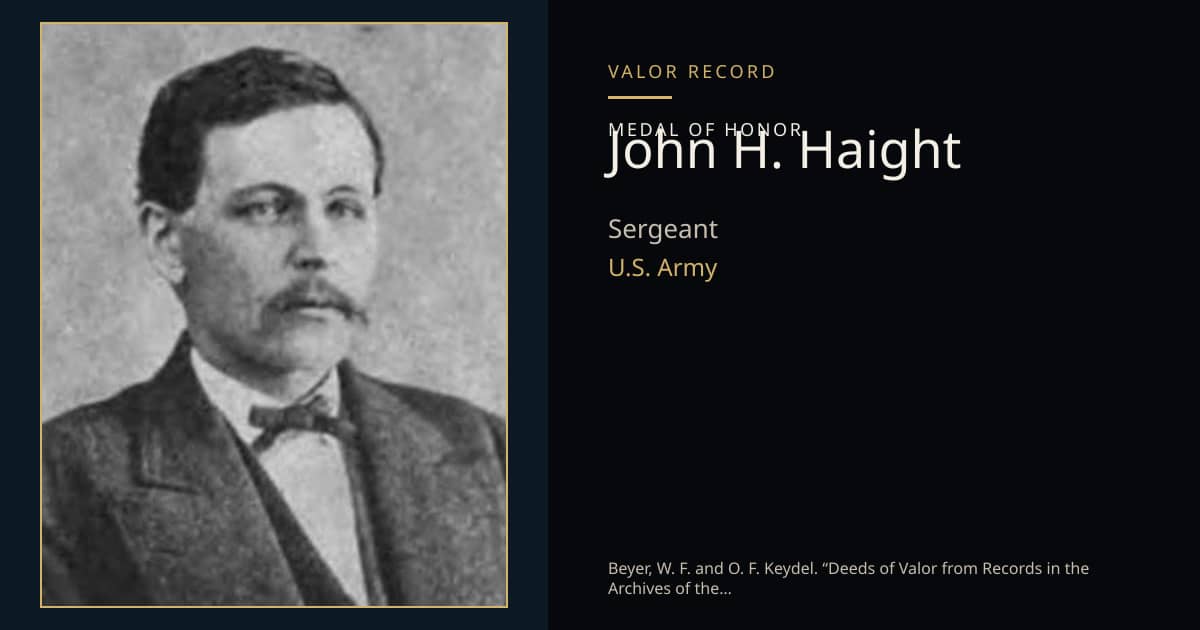 VALOR RECORD
MEDAL OF HONOR
John H. Haight
Sergeant
U.S. Army
Beyer, W. F. and O. F. Keydel. “Deeds of Valor from Records in the
Archives of the...